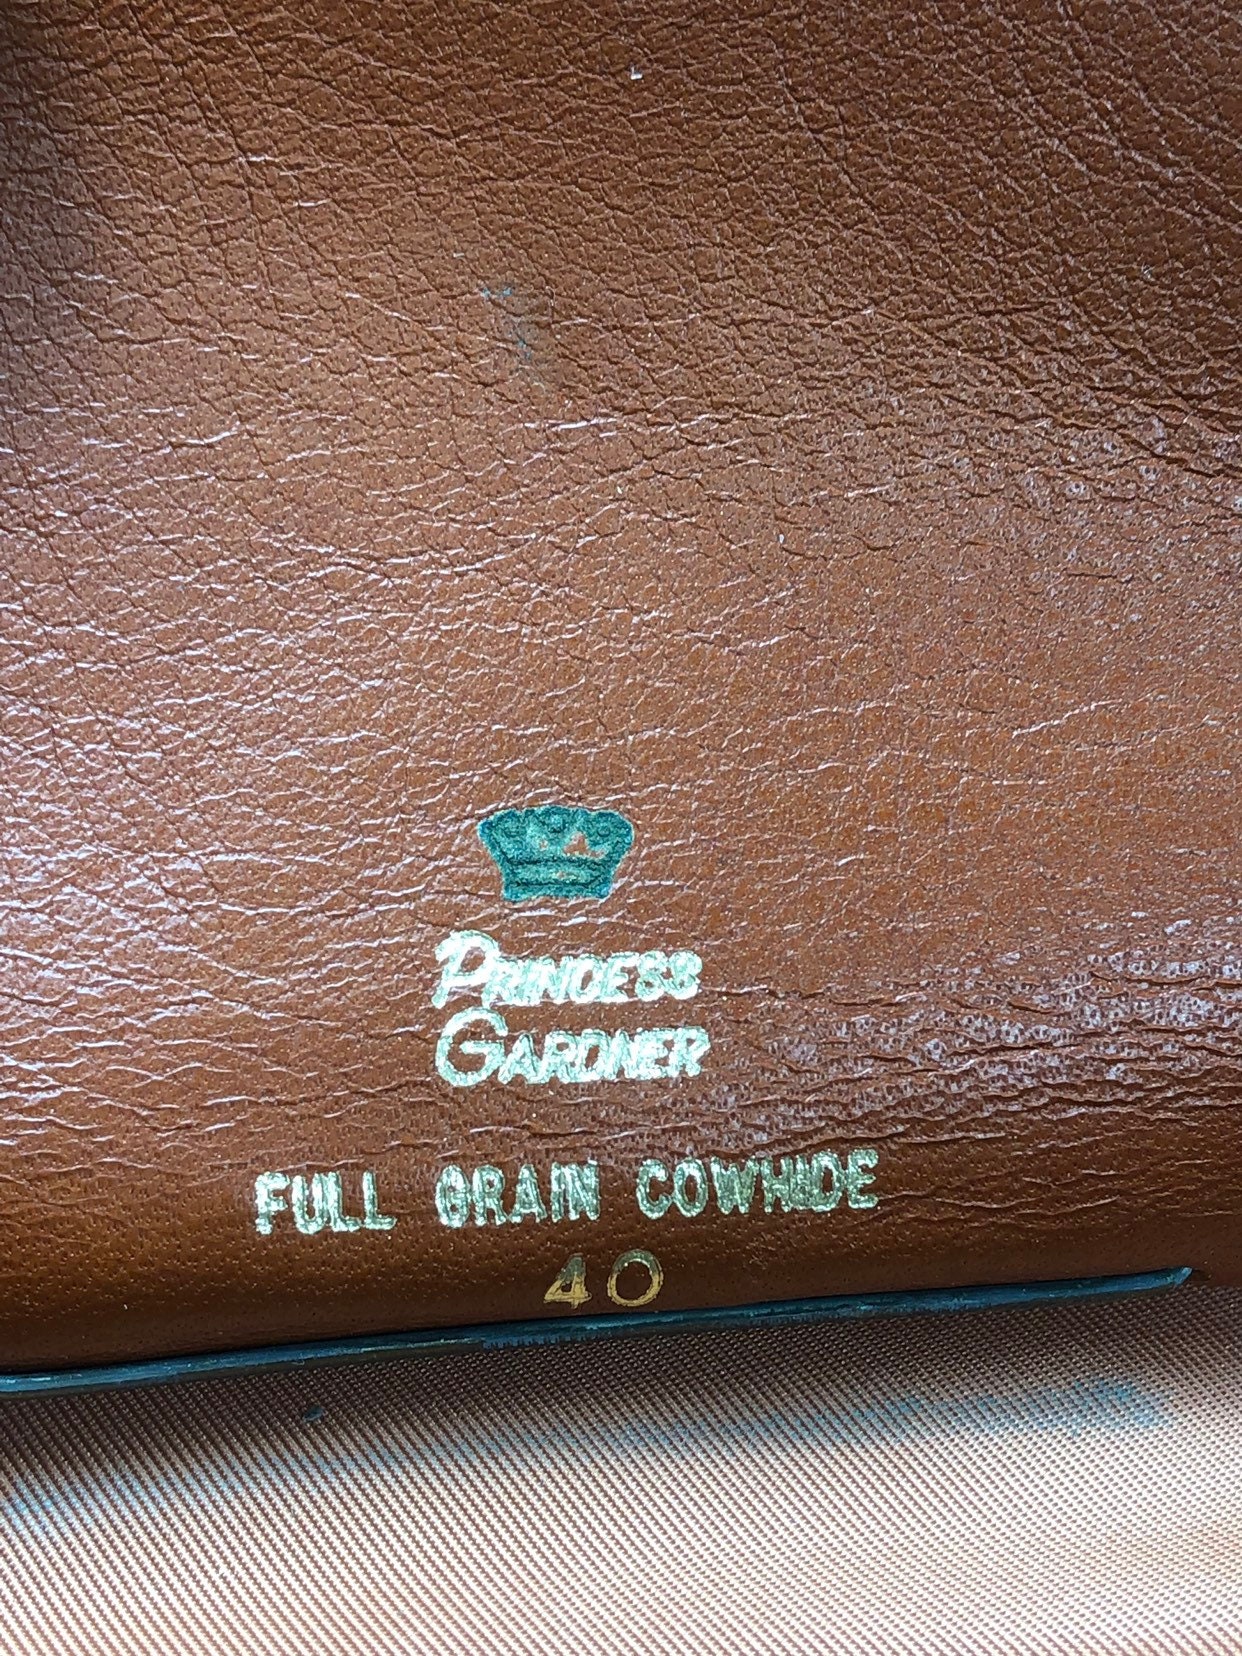 PRINCESS
GARDNER
FULL GRAIN COWHIDE
40